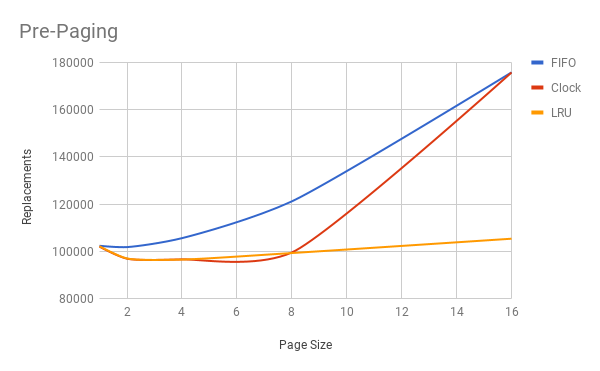 Pre-Paging
180000
160000
140000
120000
100000
80000
Replacements
2
4
6
8
10
12
14
16
Page Size
FIFO
Clock
LRU